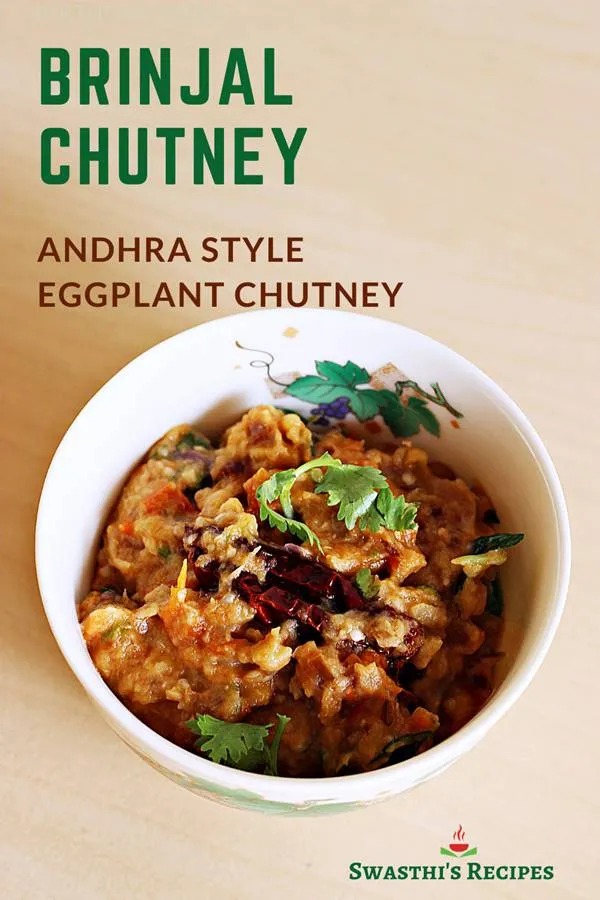 BRINJAL
CHUTNEY
ANDHRA STYLE
EGGPLANT CHUTNEY
SWASTHI'S RECIPES